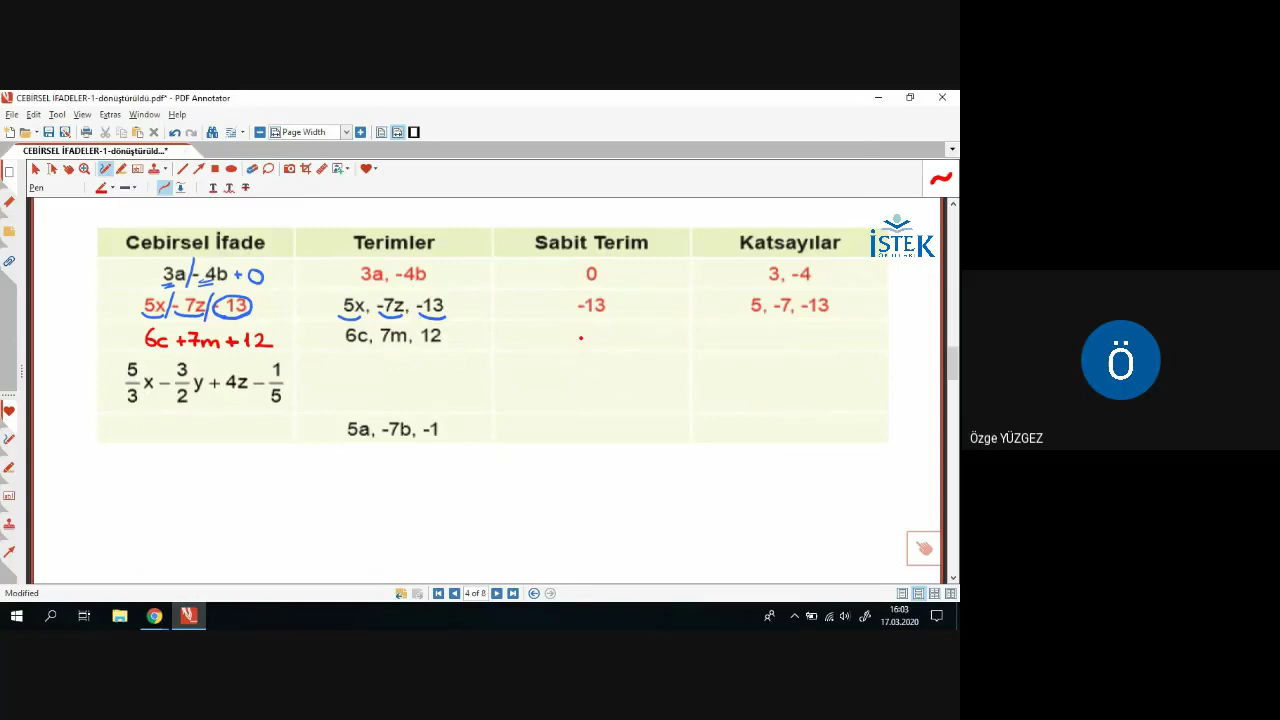 CEBİRSEL İFADELER-1-dönüştürüldü.pdf* - PDF Annotator
File Edit Tool View Extras Window Help
Page Width
CEBİRSEL İFADELER-1-dönüştürüld...*
Pen
Cebirsel İfade Terimler Sabit Terim Katsayılar
İSTEK
3a/- 4b + 0 3a, -4b 0 3, -4
5x/- 7z/- 13 5x, -7z, -13 -13 5, -7, -13
6c +7m + 12 6c, 7m, 12
5/3 x − 3/2 y + 4z − 1/5
5a, -7b, -1
Ö
Özge YÜZGEZ
Modified 4 of 8
16:03
17.03.2020